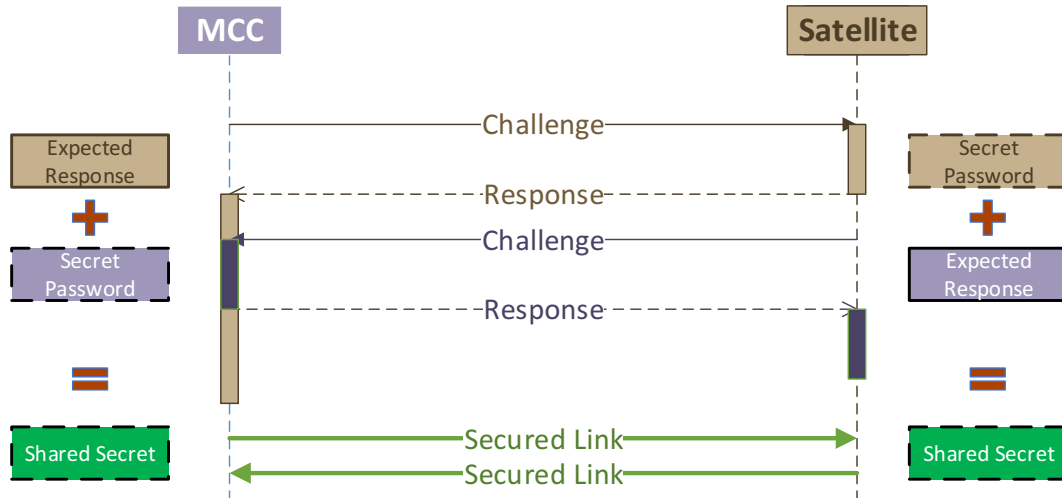 MCC
Satellite
Challenge
Expected
Response
Secret
Password
Response
Challenge
Secret
Password
Expected
Response
Response
Secured Link
Shared Secret
Shared Secret
Secured Link